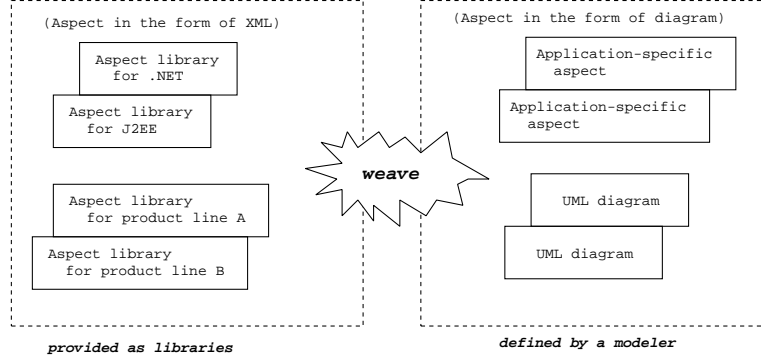 (Aspect in the form of XML)
Aspect library
for .NET
Aspect library
for J2EE
Aspect library
for product line A
Aspect library
for product line B
provided as libraries
weave
(Aspect in the form of diagram)
Application-specific
aspect
Application-specific
aspect
UML diagram
UML diagram
defined by a modeler